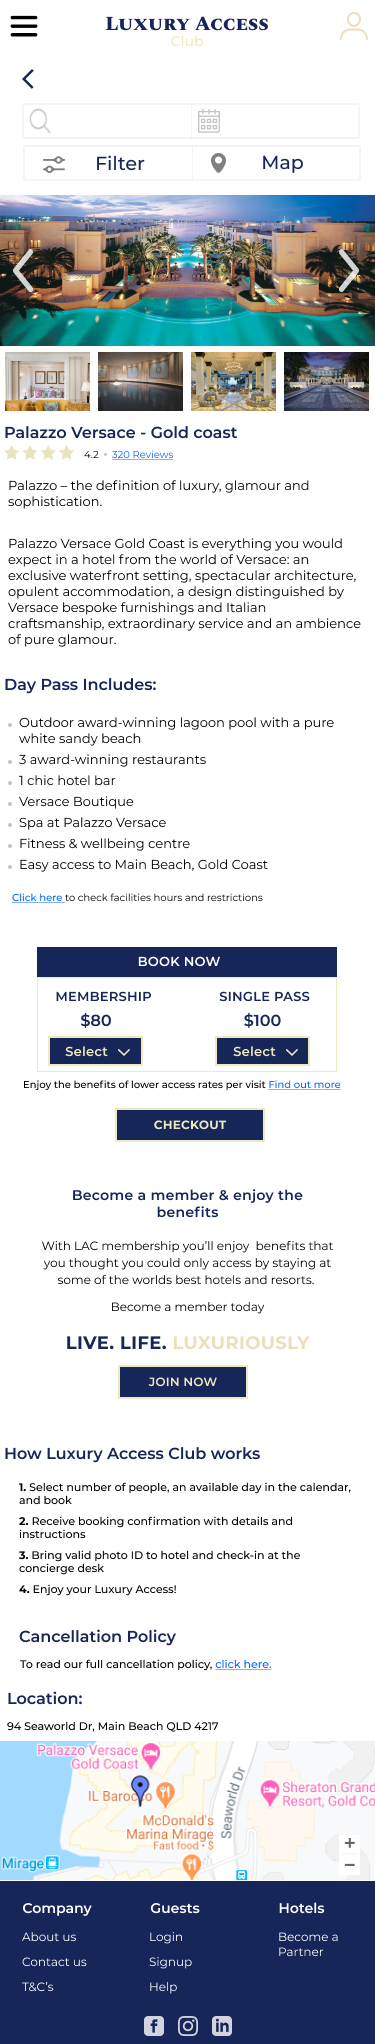 LUXURY ACCESS
Club
Filter
Map
Palazzo Versace - Gold coast
4.2 • 320 Reviews
Palazzo – the definition of luxury, glamour and
sophistication.
Palazzo Versace Gold Coast is everything you would
expect in a hotel from the world of Versace: an
exclusive waterfront setting, spectacular architecture,
opulent accommodation, a design distinguished by
Versace bespoke furnishings and Italian
craftsmanship, extraordinary service and an ambience
of pure glamour.
Day Pass Includes:
Outdoor award-winning lagoon pool with a pure
white sandy beach
3 award-winning restaurants
1 chic hotel bar
Versace Boutique
Spa at Palazzo Versace
Fitness & wellbeing centre
Easy access to Main Beach, Gold Coast
Click here to check facilities hours and restrictions
BOOK NOW
MEMBERSHIP SINGLE PASS
$80 $100
Select Select
Enjoy the benefits of lower access rates per visit Find out more
CHECKOUT
Become a member & enjoy the
benefits
With LAC membership you'll enjoy benefits that
you thought you could only access by staying at
some of the worlds best hotels and resorts.
Become a member today
LIVE. LIFE. LUXURIOUSLY
JOIN NOW
How Luxury Access Club works
1. Select number of people, an available day in the calendar,
and book
2. Receive booking confirmation with details and
instructions
3. Bring valid photo ID to hotel and check-in at the
concierge desk
4. Enjoy your Luxury Access!
Cancellation Policy
To read our full cancellation policy, click here.
Location:
94 Seaworld Dr, Main Beach QLD 4217
Palazzo Versace
Gold Coast
Seaworld Dr
Sheraton Grand
Resort, Gold Co
IL Barocco
McDonald's
Marina Mirage
Fast food • $
Mirage
+
−
Company Guests Hotels
About us Login Become a
Partner
Contact us Signup
T&C's Help